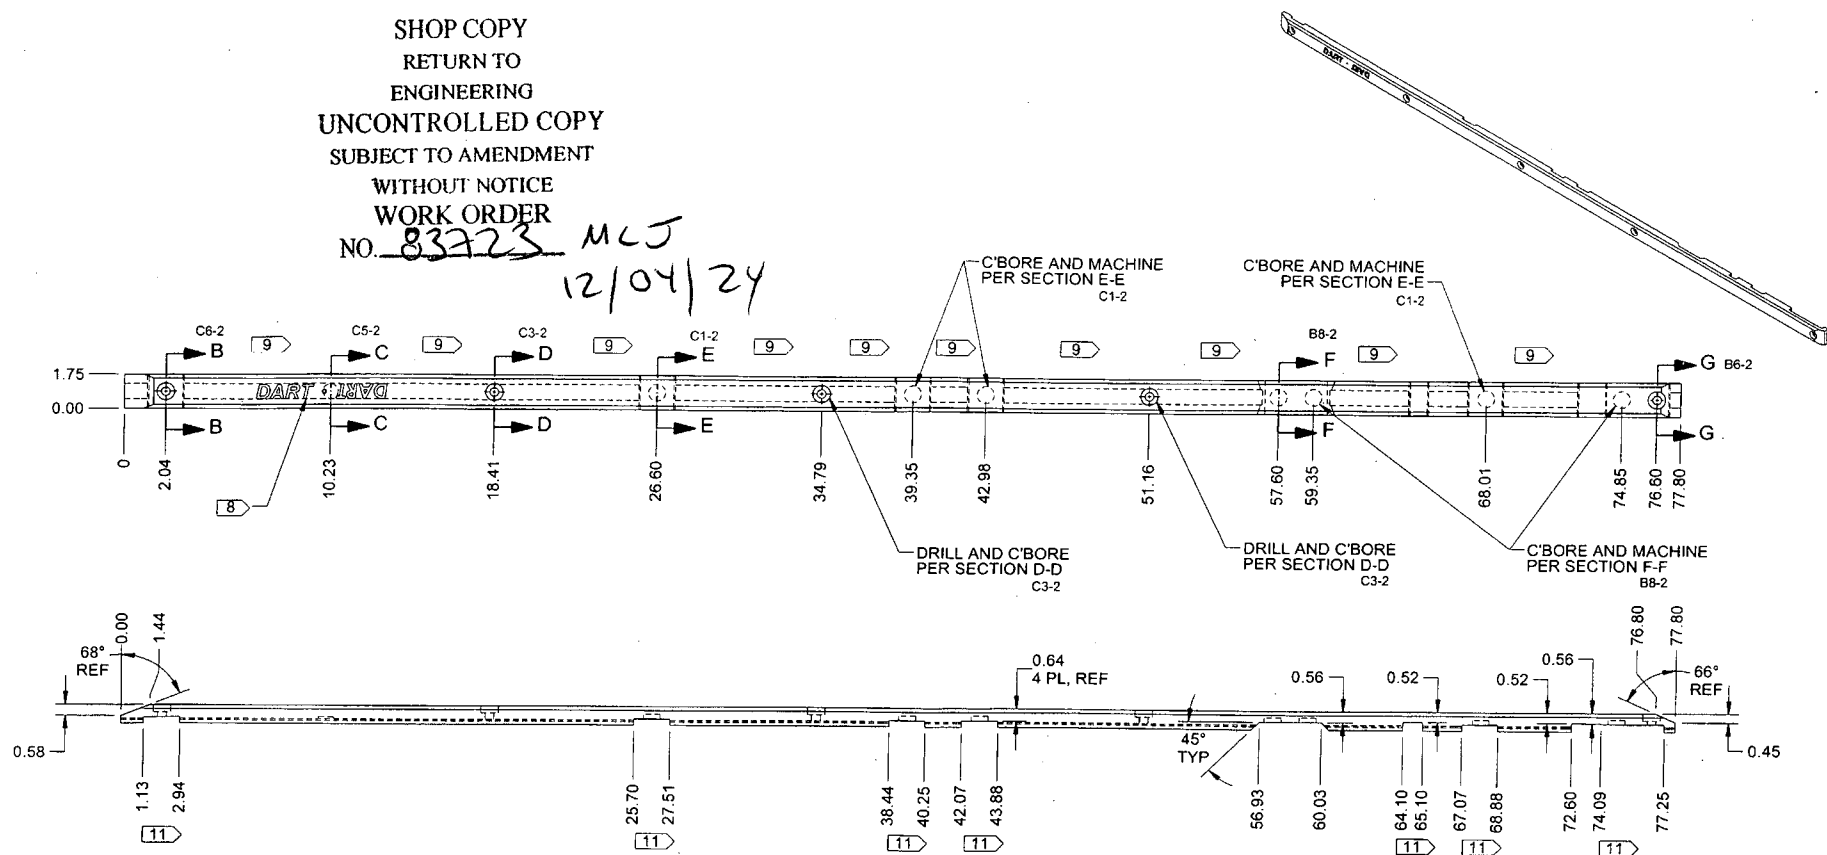 SHOP COPY
RETURN TO
ENGINEERING
UNCONTROLLED COPY
SUBJECT TO AMENDMENT
WITHOUT NOTICE
WORK ORDER
NO. 83723 MCJ
12/04/24
C'BORE AND MACHINE
PER SECTION E-E
C1-2
C'BORE AND MACHINE
PER SECTION E-E
C1-2
C6-2 C5-2 C3-2 C1-2 B8-2
9 9 9 9 9 9 9 9 9 9
B C D E F G B6-2
1.75
0.00
DART · DART
B C D E F G
0 2.04 10.23 18.41 26.60 34.79 39.35 42.98 51.16 57.60 59.35 68.01 74.85 76.60 77.80
8
DRILL AND C'BORE
PER SECTION D-D
C3-2
DRILL AND C'BORE
PER SECTION D-D
C3-2
C'BORE AND MACHINE
PER SECTION F-F
B8-2
0.00 1.44 76.80 77.80
68°
REF
0.64
4 PL, REF
0.56 0.52 0.52 0.56
66°
REF
0.58
45°
TYP
0.45
1.13 2.94 25.70 27.51 38.44 40.25 42.07 43.88 56.93 60.03 64.10 65.10 67.07 68.88 72.60 74.09 77.25
11 11 11 11 11 11 11